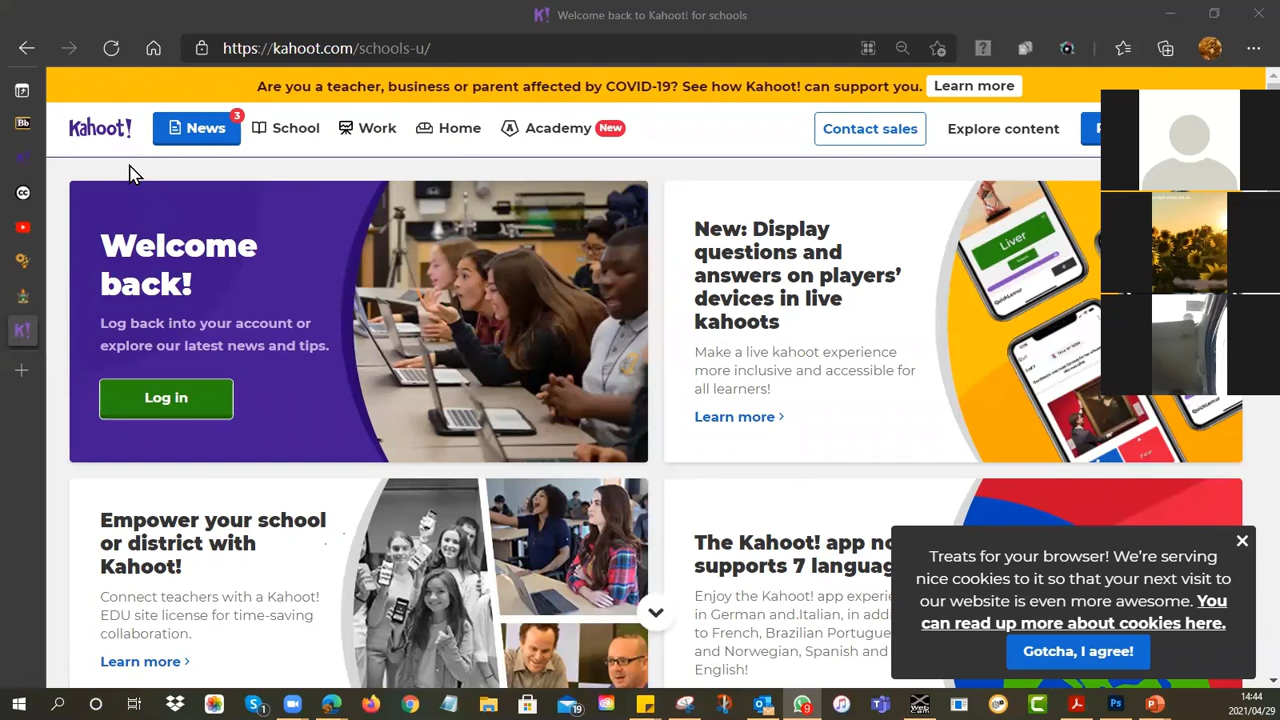 Welcome back to Kahoot! for schools
https://kahoot.com/schools-u/
Are you a teacher, business or parent affected by COVID-19? See how Kahoot! can support you.
Learn more
Kahoot!
News
3
School
Work
Home
Academy
New
Contact sales
Explore content
Welcome
back!
Log back into your account or
explore our latest news and tips.
Log in
New: Display
questions and
answers on players’
devices in live
kahoots
Make a live kahoot experience
more inclusive and accessible for
all learners!
Learn more
Liver
Empower your school
or district with
Kahoot!
Connect teachers with a Kahoot!
EDU site license for time-saving
collaboration.
Learn more
The Kahoot! app
supports 7
Enjoy the Kahoot! app
in German and Italian, in
to French, Brazilian
and Norwegian, Spanish and
English!
Treats for your browser! We’re serving
nice cookies to it so that your next visit to
our website is even more awesome. You
can read up more about cookies here.
Gotcha, I agree!
Bb
CC
K!
14:44
2021/04/29